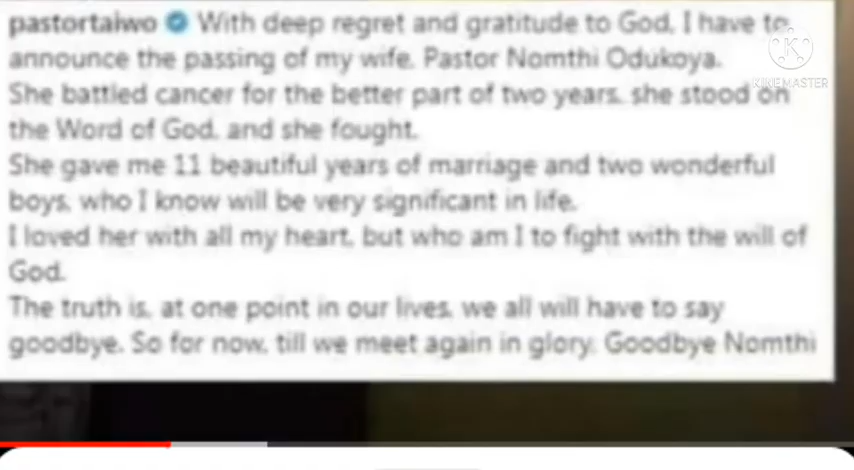 pastortaiwo With deep regret and gratitude to God, I have to
announce the passing of my wife, Pastor Nomthi Odukoya.
She battled cancer for the better part of two years, she stood on
the Word of God, and she fought.
She gave me 11 beautiful years of marriage and two wonderful
boys, who I know will be very significant in life.
I loved her with all my heart, but who am I to fight with the will of
God.
The truth is, at one point in our lives, we all will have to say
goodbye. So for now, till we meet again in glory. Goodbye Nomthi
K
KINEMASTER